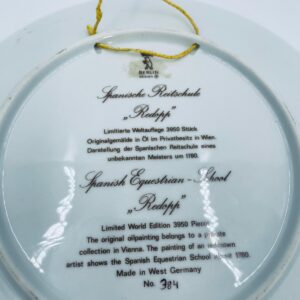 BERLIN
Spanische Reitschule
„Redopp”
Limitierte Weltauflage 3950 Stück.
Originalgemälde in Öl im Privatbesitz in Wien.
Darstellung der Spanischen Reitschule eines
unbekannten Meisters um 1760.
Spanish Equestrian-School
„Redopp”
Limited World Edition 3950 Pieces
The original oilpainting belongs to a private
collection in Vienna. The painting of an unknown
artist shows the Spanish Equestrian School about 1760.
Made in West Germany
No. 384